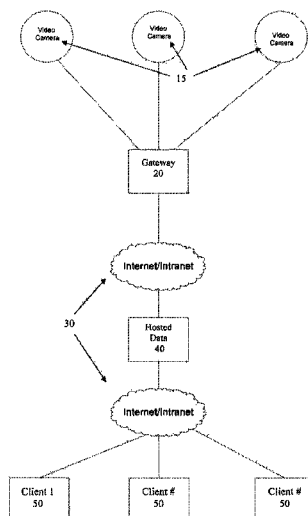 Video
Camera
Video
Camera
Video
Camera
15
Gateway
20
Internet/Intranet
30
Hosted
Data
40
Internet/Intranet
Client 1
50
Client #
50
Client #
50